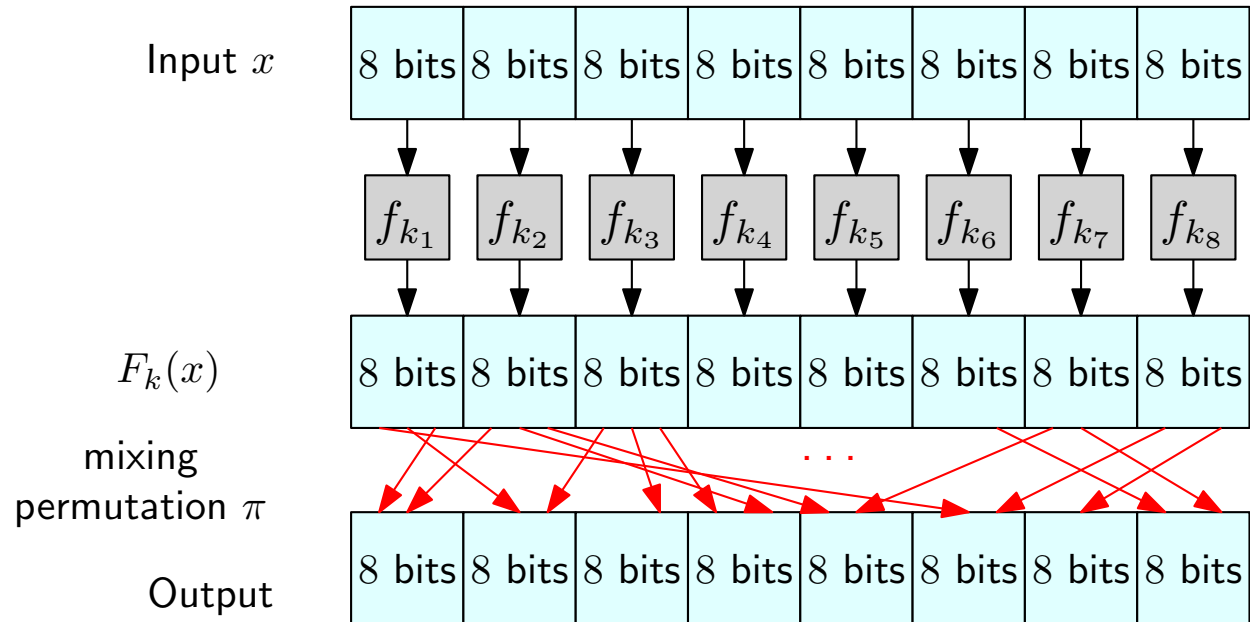 Input x 8 bits 8 bits 8 bits 8 bits 8 bits 8 bits 8 bits 8 bits
f_{k_1} f_{k_2} f_{k_3} f_{k_4} f_{k_5} f_{k_6} f_{k_7} f_{k_8}
F_k(x) 8 bits 8 bits 8 bits 8 bits 8 bits 8 bits 8 bits 8 bits
mixing
permutation π
. . .
Output 8 bits 8 bits 8 bits 8 bits 8 bits 8 bits 8 bits 8 bits